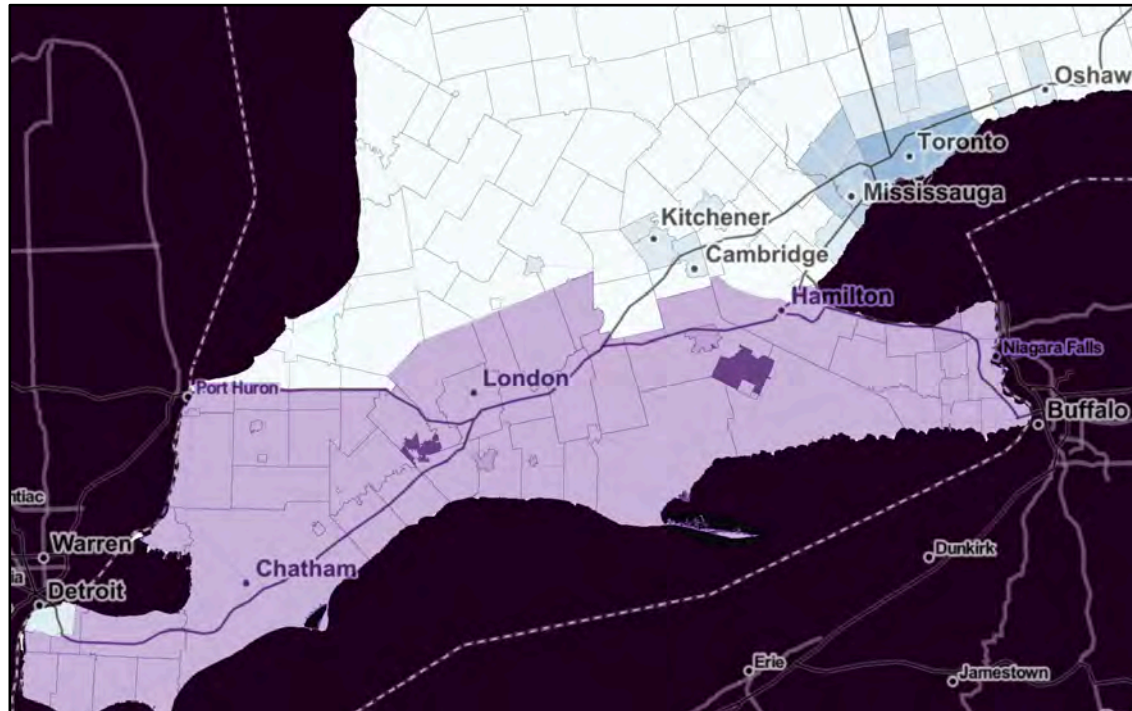 Oshaw
Toronto
Mississauga
Kitchener
Cambridge
Hamilton
Niagara Falls
Port Huron
London
Buffalo
ntiac
Warren
Dunkirk
Chatham
Detroit
Erie
Jamestown